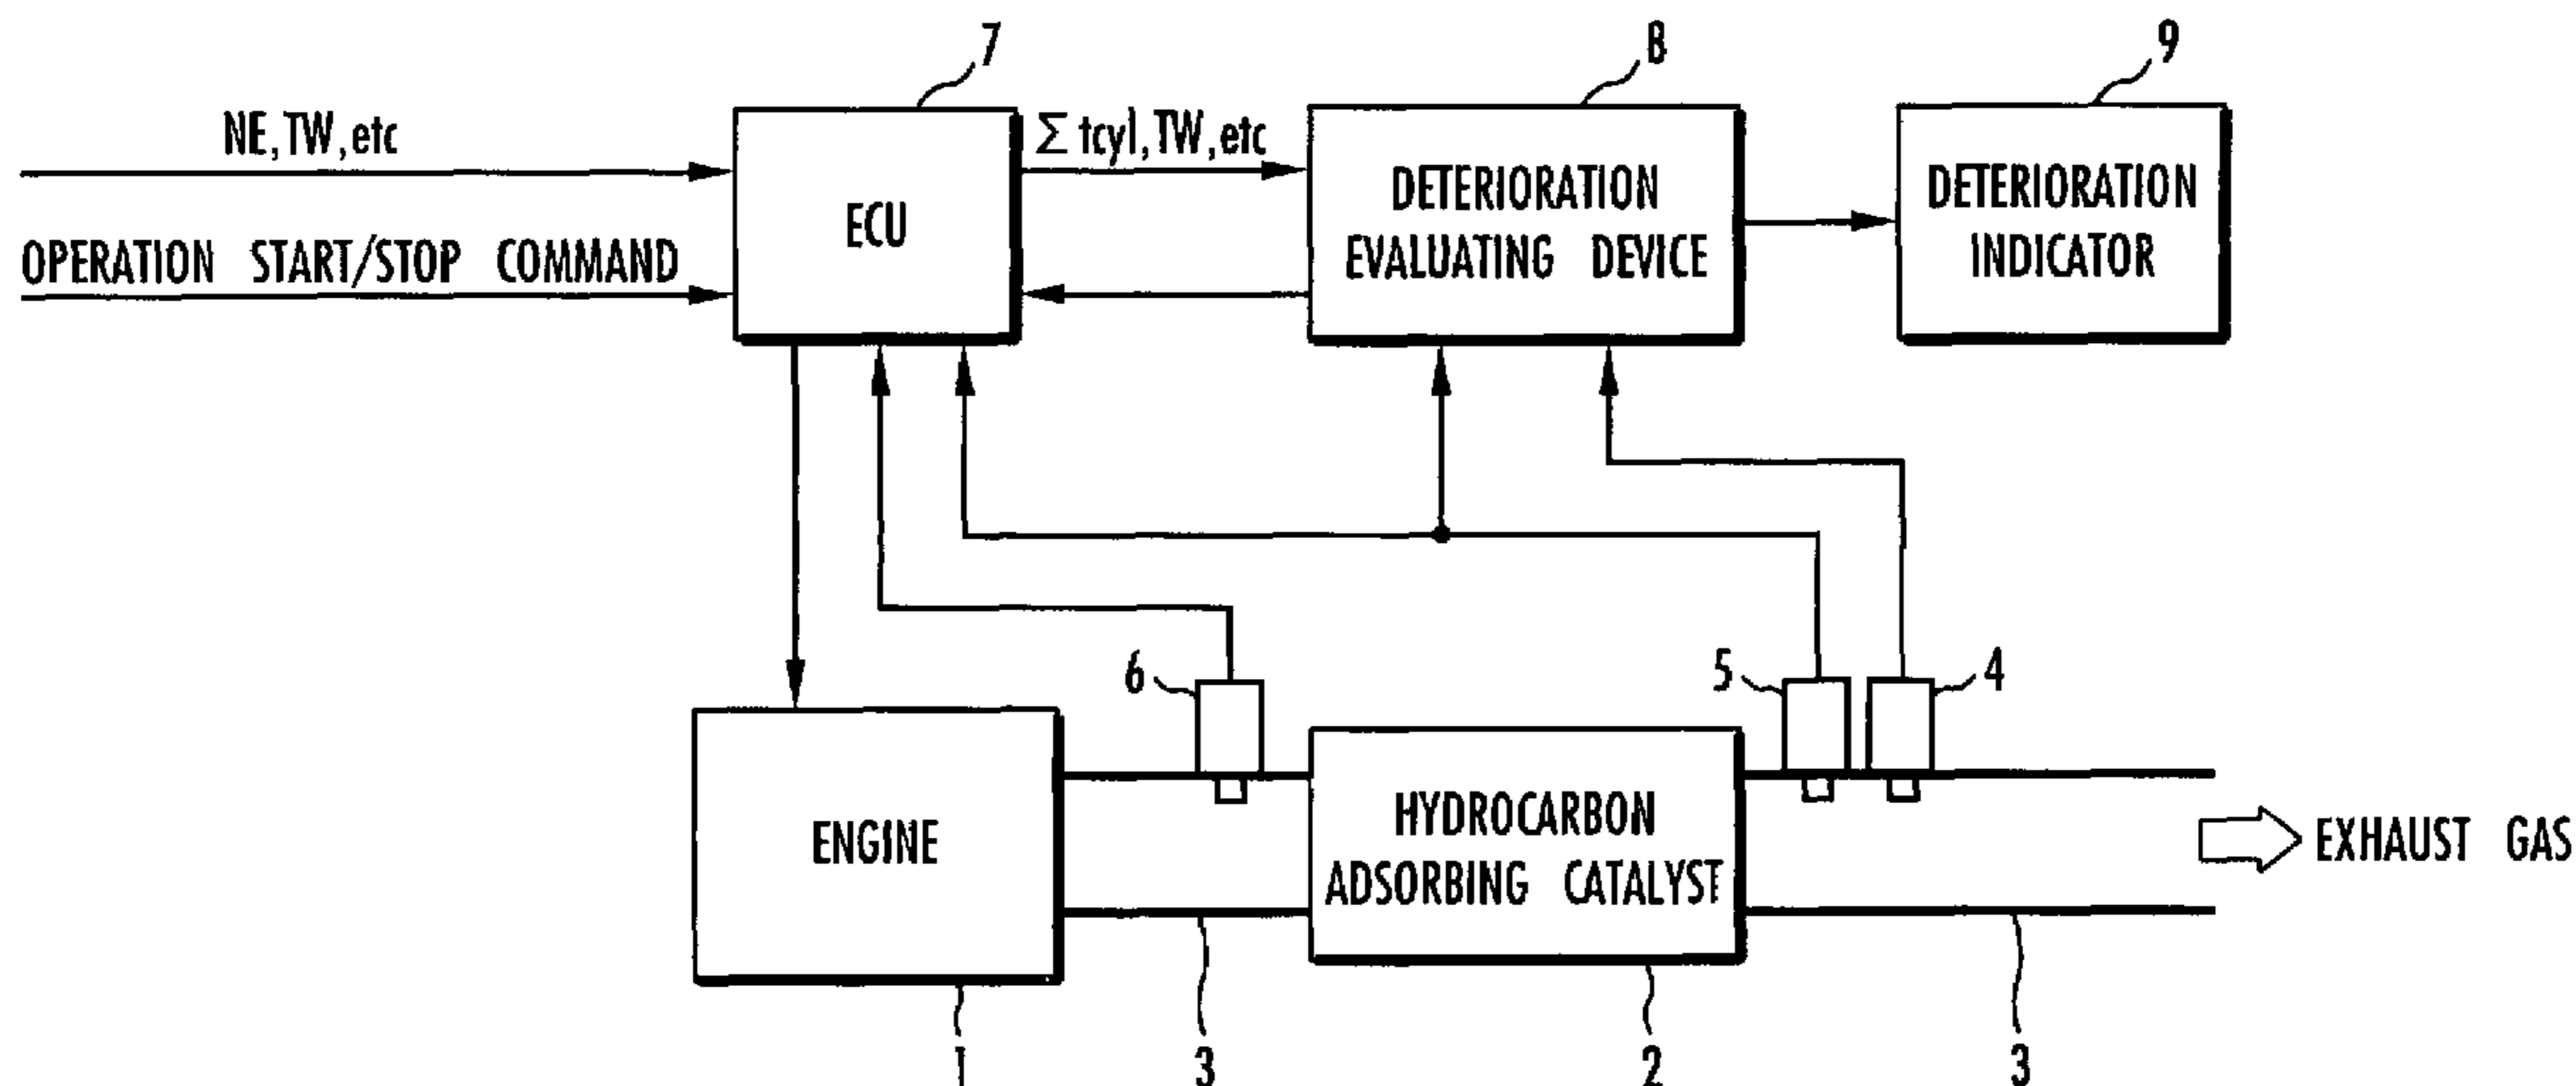 7
8
9
NE,TW,etc
Σ tcyl,TW,etc
ECU
DETERIORATION
EVALUATING DEVICE
DETERIORATION
INDICATOR
OPERATION START/STOP COMMAND
6
5
4
ENGINE
HYDROCARBON
ADSORBING CATALYST
EXHAUST GAS
1
3
2
3